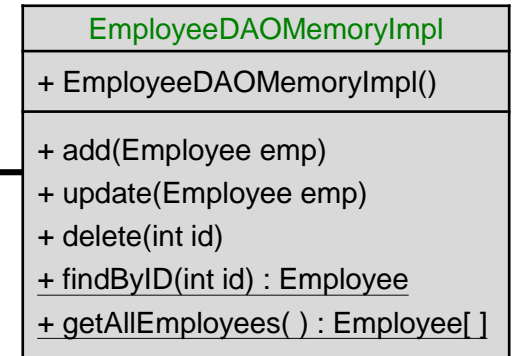 EmployeeDAOMemoryImpl
+ EmployeeDAOMemoryImpl()
+ add(Employee emp)
+ update(Employee emp)
+ delete(int id)
+ findByID(int id) : Employee
+ getAllEmployees( ) : Employee[ ]